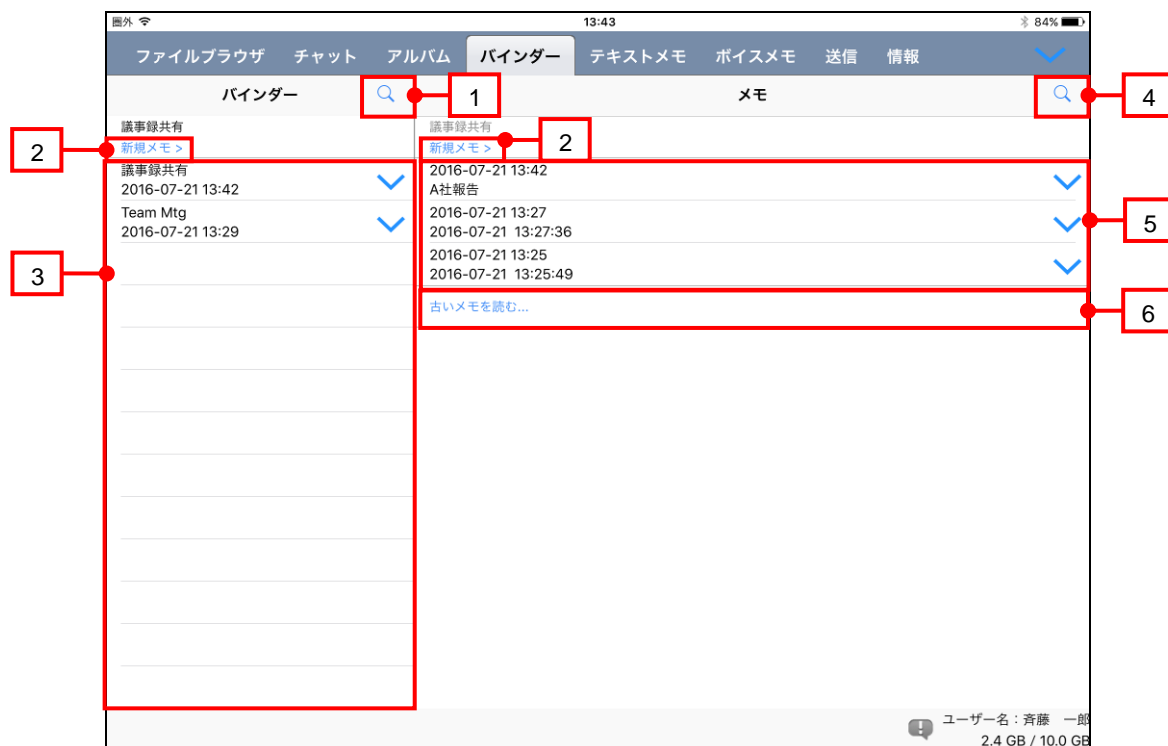 圏外 13:43 84%
ファイルブラウザ チャット アルバム バインダー テキストメモ ボイスメモ 送信 情報
バインダー 1 メモ 4
議事録共有
2 新規メモ >
議事録共有
2016-07-21 13:42
Team Mtg
2016-07-21 13:29
3
議事録共有
新規メモ > 2
2016-07-21 13:42
A社報告
2016-07-21 13:27
2016-07-21 13:27:36
5
2016-07-21 13:25
2016-07-21 13:25:49
古いメモを読む...
6
ユーザー名：斉藤　一郎
2.4 GB / 10.0 GB